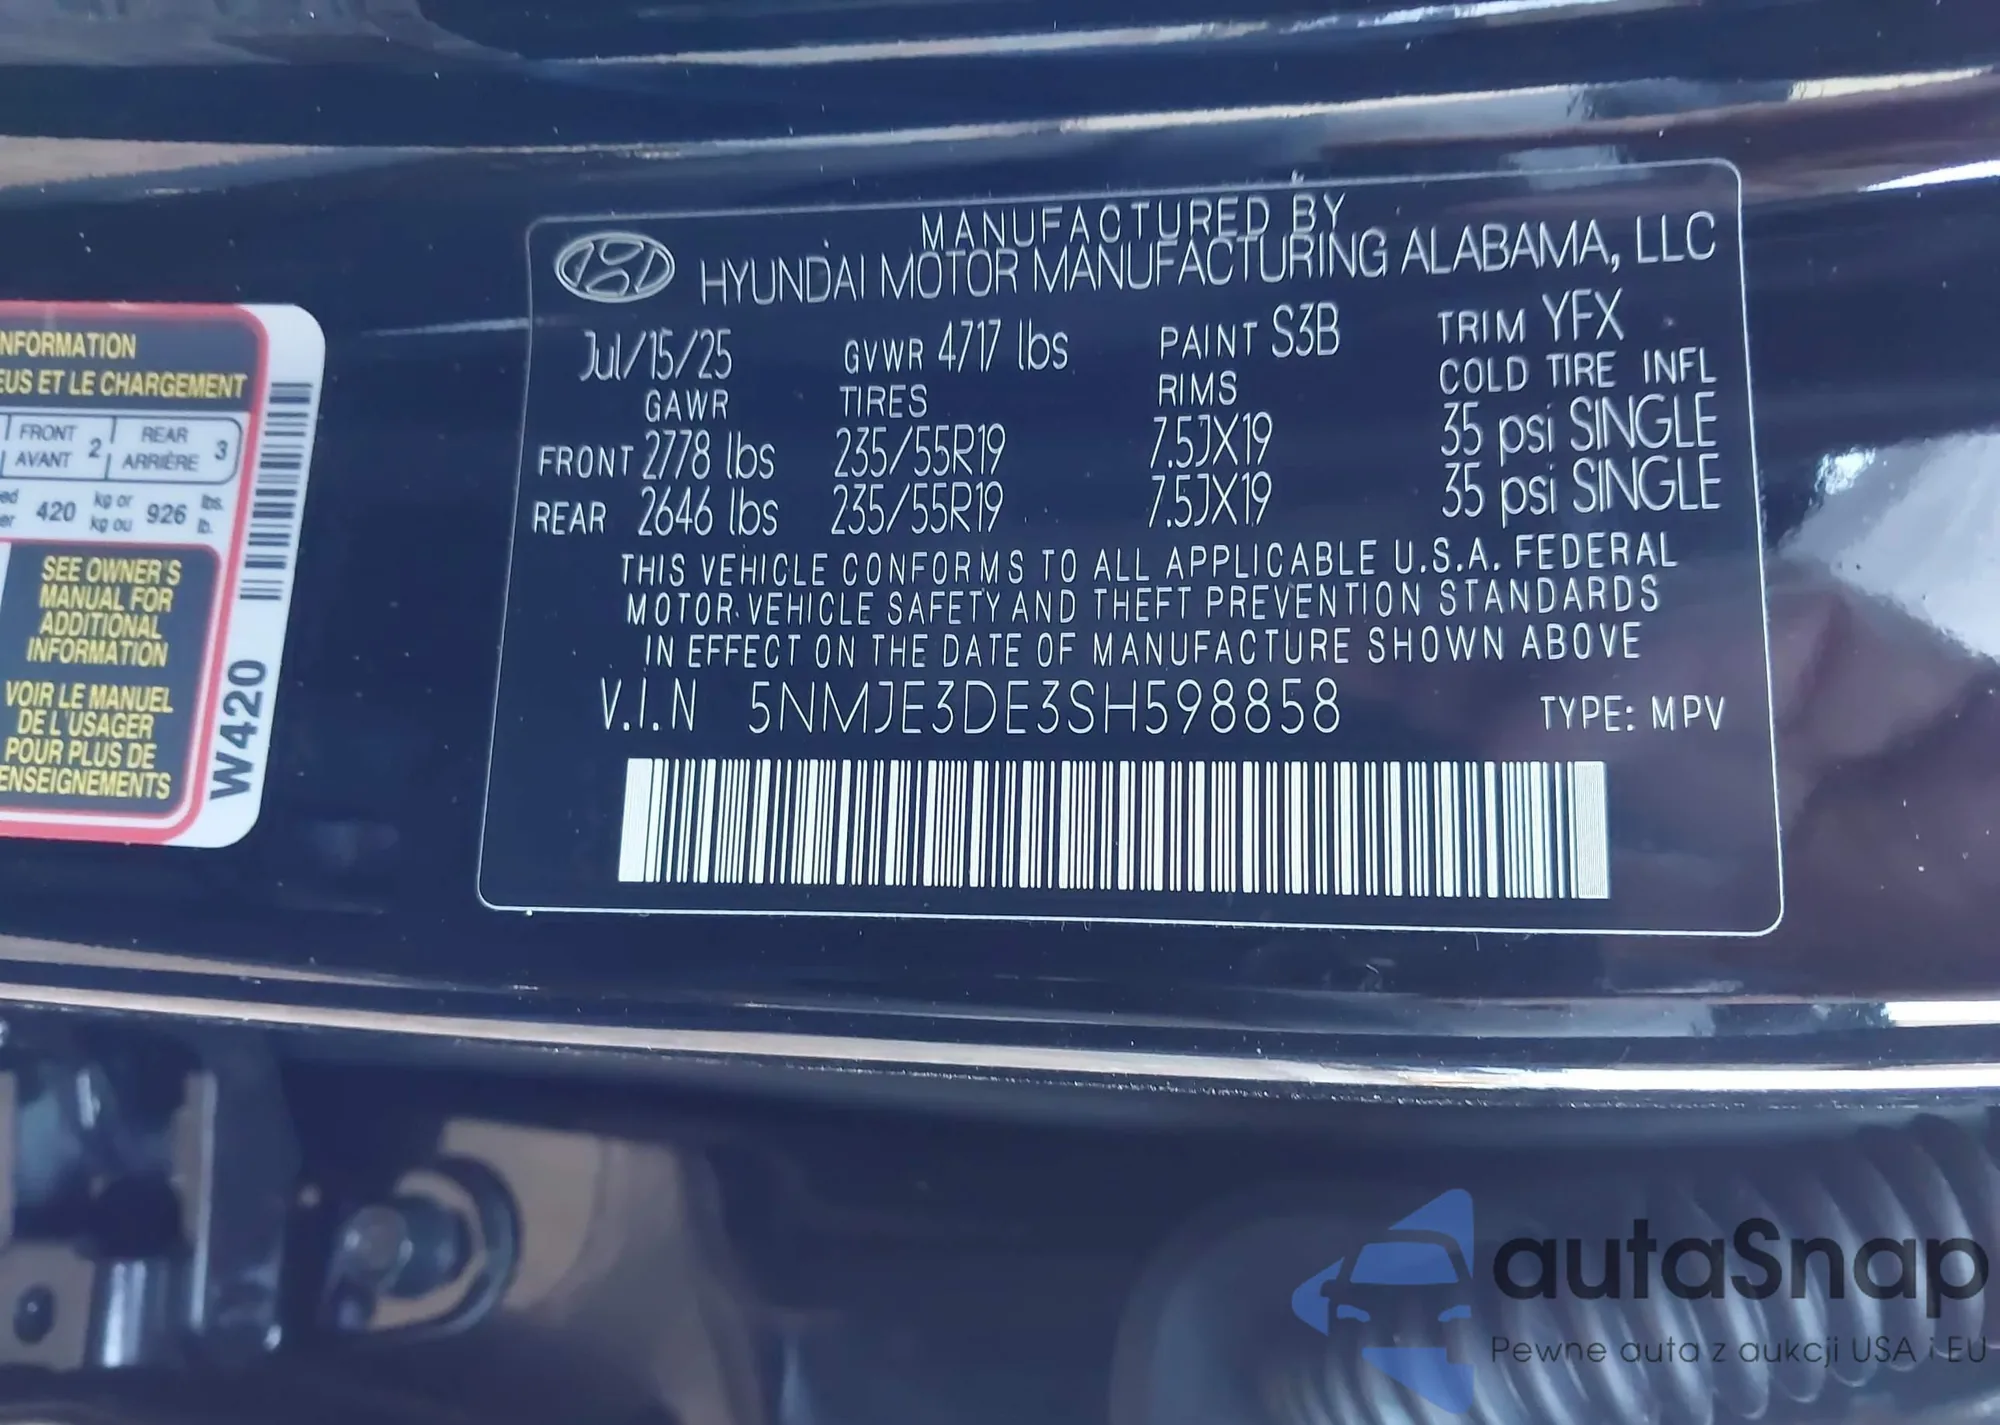 NFORMATION
EUS ET LE CHARGEMENT
FRONT 2 REAR 3
AVANT ARRIÈRE
420 kg or 926 lbs.
kg ou lb.
SEE OWNER'S
MANUAL FOR
ADDITIONAL
INFORMATION
VOIR LE MANUEL
DE L'USAGER
POUR PLUS DE
ENSEIGNEMENTS
W420
MANUFACTURED BY
HYUNDAI MOTOR MANUFACTURING ALABAMA, LLC
Jul/15/25 GVWR 4717 lbs PAINT S3B TRIM YFX
GAWR TIRES RIMS COLD TIRE INFL
FRONT 2778 lbs 235/55R19 7.5JX19 35 psi SINGLE
REAR 2646 lbs 235/55R19 7.5JX19 35 psi SINGLE
THIS VEHICLE CONFORMS TO ALL APPLICABLE U.S.A. FEDERAL
MOTOR VEHICLE SAFETY AND THEFT PREVENTION STANDARDS
IN EFFECT ON THE DATE OF MANUFACTURE SHOWN ABOVE
V.I.N 5NMJE3DE3SH598858 TYPE: MPV
autaSnap
Pewne auta z aukcji USA i EU